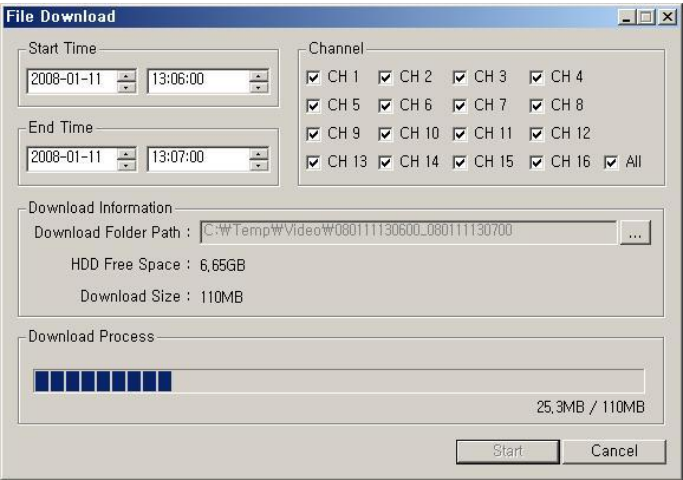 File Download
Start Time
2008-01-11 13:06:00
End Time
2008-01-11 13:07:00
Channel
CH 1 CH 2 CH 3 CH 4
CH 5 CH 6 CH 7 CH 8
CH 9 CH 10 CH 11 CH 12
CH 13 CH 14 CH 15 CH 16 All
Download Information
Download Folder Path : C:₩Temp₩Video₩080111130600_080111130700 ...
HDD Free Space : 6,65GB
Download Size : 110MB
Download Process
25,3MB / 110MB
Start Cancel